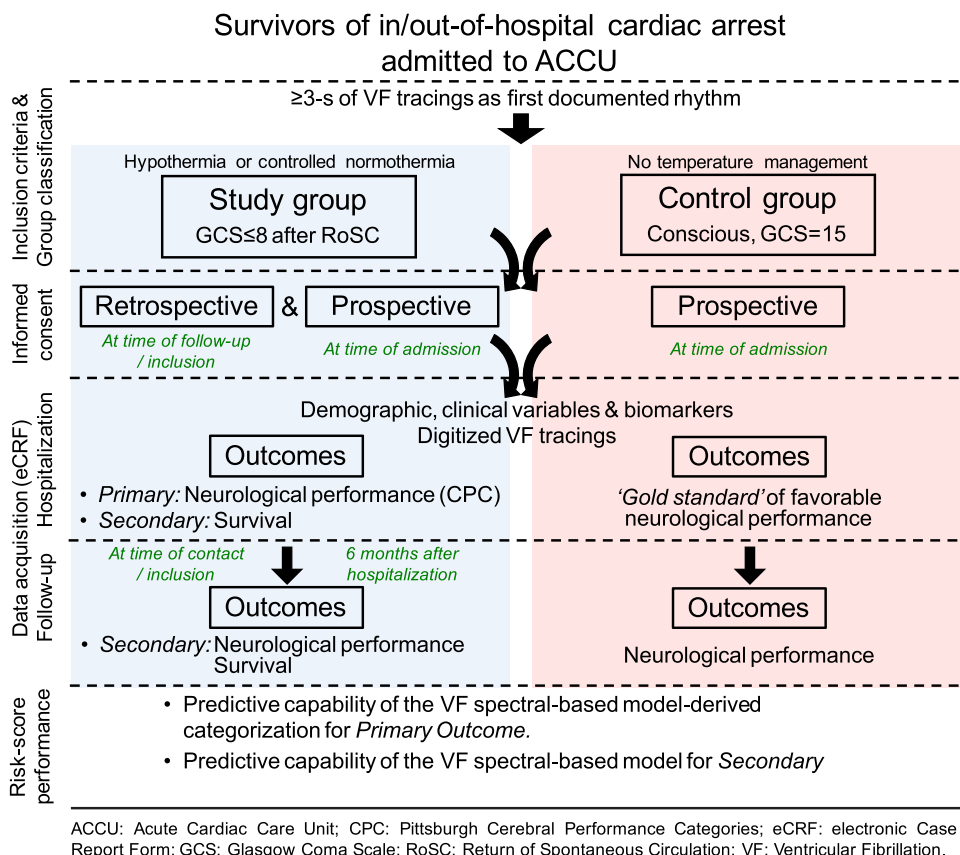 Survivors of in/out-of-hospital cardiac arrest
admitted to ACCU
Inclusion criteria &
Group classification
≥3-s of VF tracings as first documented rhythm
Hypothermia or controlled normothermia
Study group
GCS≤8 after RoSC
No temperature management
Control group
Conscious, GCS=15
Informed
consent
Retrospective & Prospective
At time of follow-up
/ inclusion
At time of admission
Prospective
At time of admission
Data acquisition (eCRF)
Hospitalization
Demographic, clinical variables & biomarkers
Digitized VF tracings
Outcomes
• Primary: Neurological performance (CPC)
• Secondary: Survival
Outcomes
'Gold standard' of favorable
neurological performance
Follow-up
At time of contact
/ inclusion
6 months after
hospitalization
Outcomes
• Secondary: Neurological performance
Survival
Outcomes
Neurological performance
Risk-score
performance
• Predictive capability of the VF spectral-based model-derived
categorization for Primary Outcome.
• Predictive capability of the VF spectral-based model for Secondary
ACCU: Acute Cardiac Care Unit; CPC: Pittsburgh Cerebral Performance Categories; eCRF: electronic Case
Report Form; GCS: Glasgow Coma Scale; RoSC: Return of Spontaneous Circulation; VF: Ventricular Fibrillation.